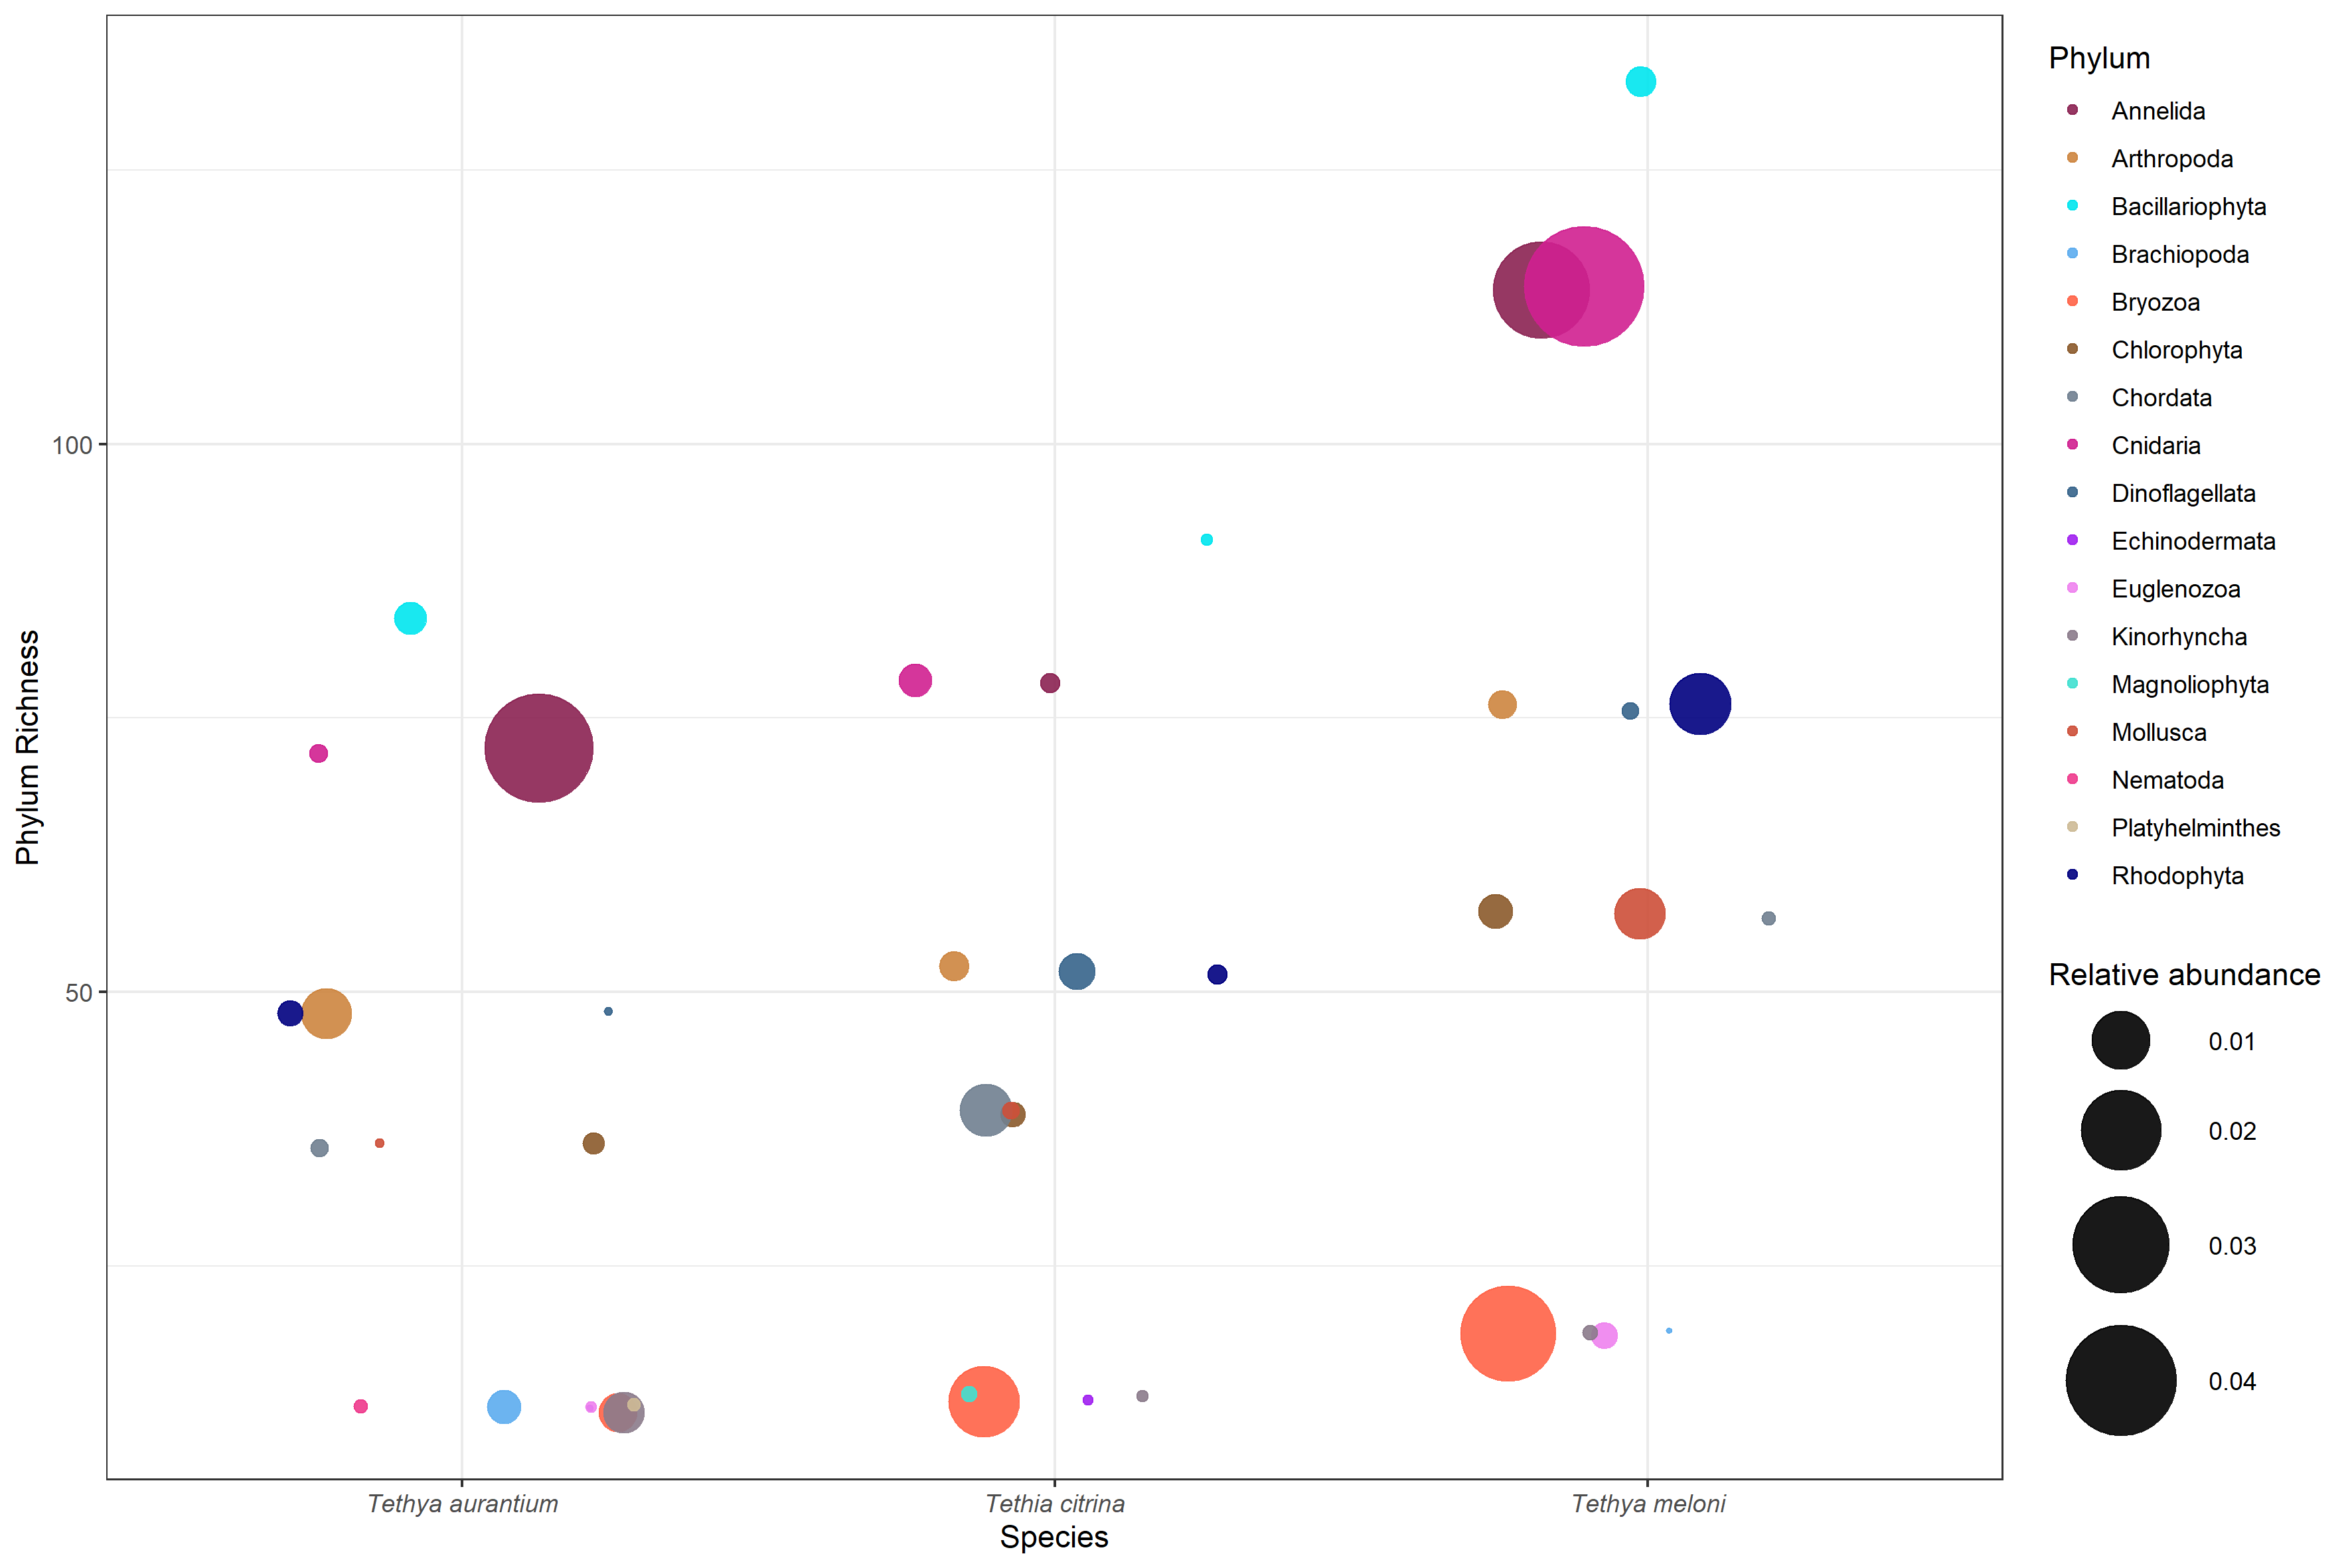 Phylum Richness
100
50
Tethya aurantium
Tethia citrina
Tethya meloni
Species
Phylum
Annelida
Arthropoda
Bacillariophyta
Brachiopoda
Bryozoa
Chlorophyta
Chordata
Cnidaria
Dinoflagellata
Echinodermata
Euglenozoa
Kinorhyncha
Magnoliophyta
Mollusca
Nematoda
Platyhelminthes
Rhodophyta
Relative abundance
0.01
0.02
0.03
0.04